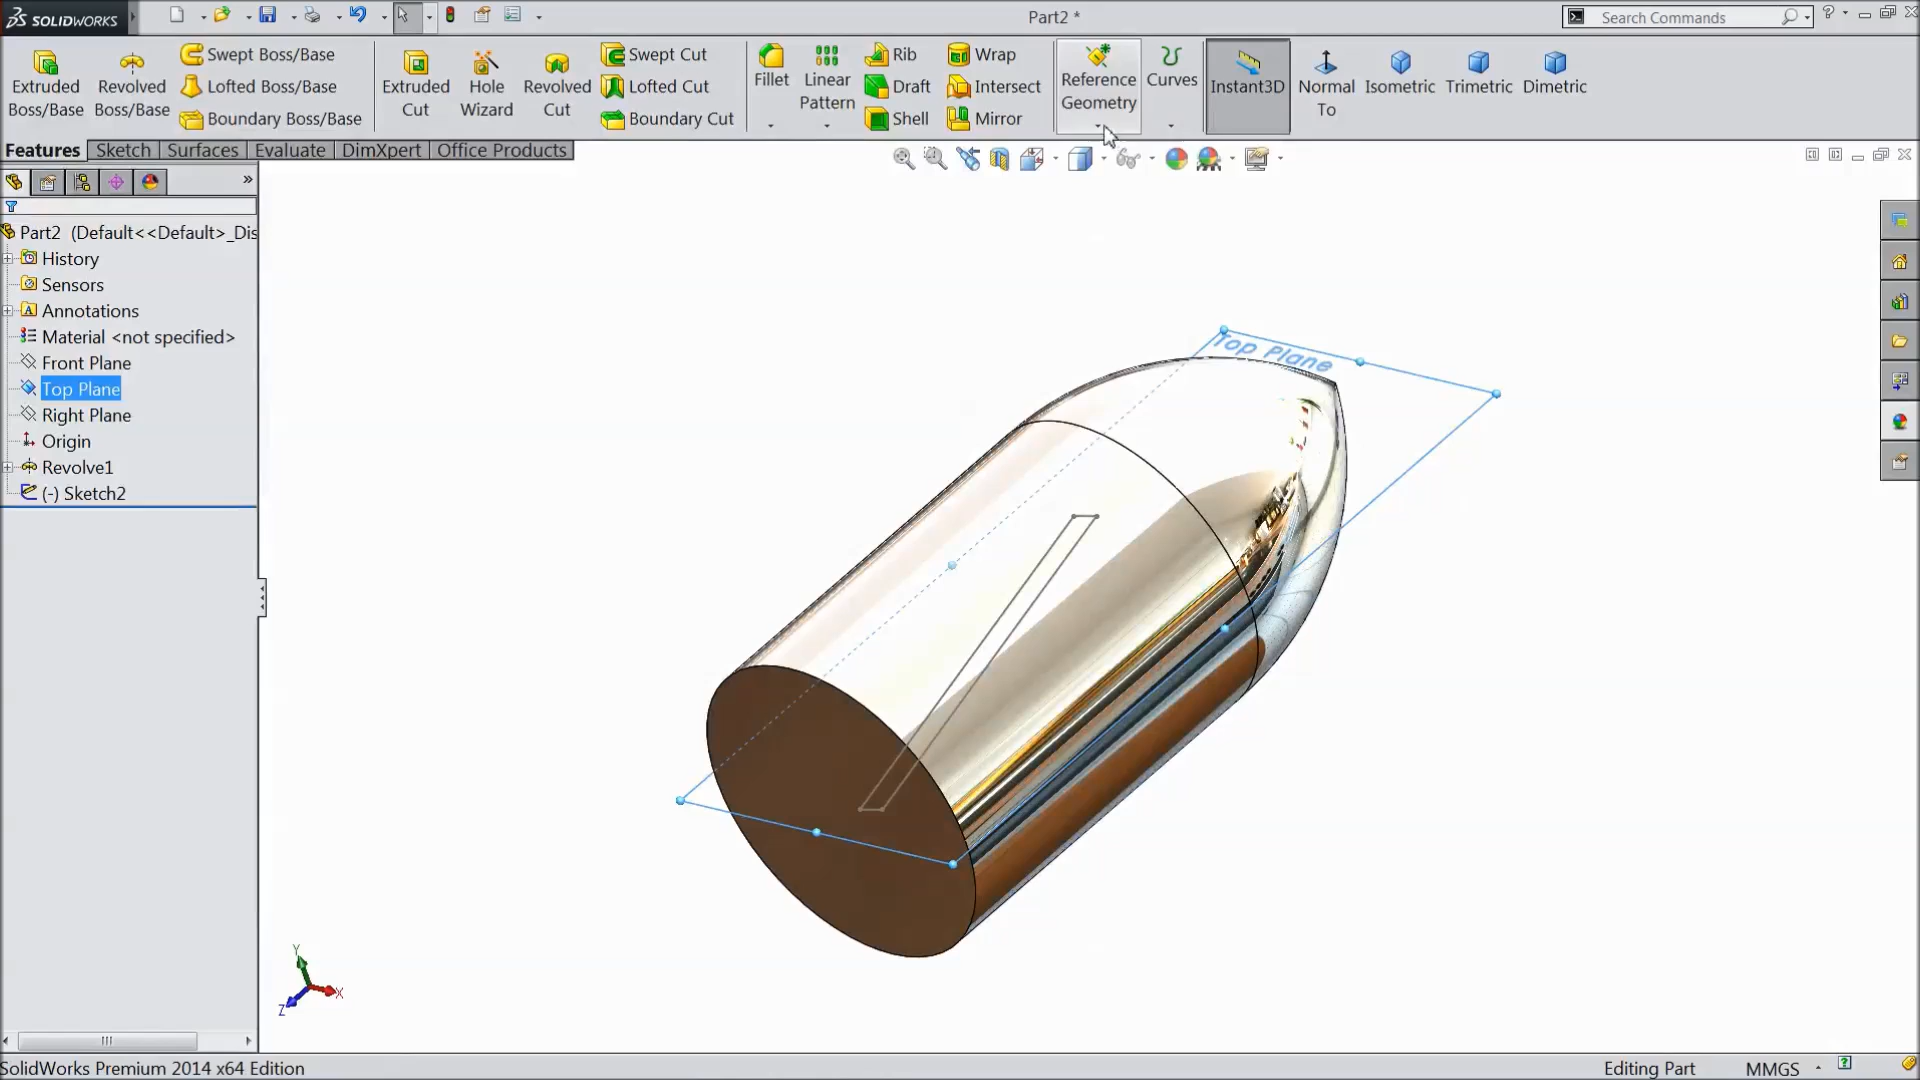 SOLIDWORKS
Part2 *
Search Commands
Extruded Boss/Base
Revolved Boss/Base
Swept Boss/Base
Lofted Boss/Base
Boundary Boss/Base
Extruded Cut
Hole Wizard
Revolved Cut
Swept Cut
Lofted Cut
Boundary Cut
Fillet
Linear Pattern
Rib
Draft
Shell
Wrap
Intersect
Mirror
Reference Geometry
Curves
Instant3D
Normal To
Isometric
Trimetric
Dimetric
Features
Sketch
Surfaces
Evaluate
DimXpert
Office Products
Part2 (Default<<Default>_Dis
History
Sensors
Annotations
Material <not specified>
Front Plane
Top Plane
Right Plane
Origin
Revolve1
(-) Sketch2
Top Plane
Y
X
Z
SolidWorks Premium 2014 x64 Edition
Editing Part
MMGS